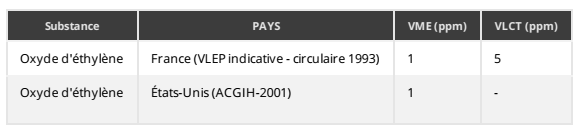 Substance PAYS VME (ppm) VLCT (ppm)
Oxyde d'éthylène France (VLEP indicative - circulaire 1993) 1 5
Oxyde d'éthylène États-Unis (ACGIH-2001) 1 -